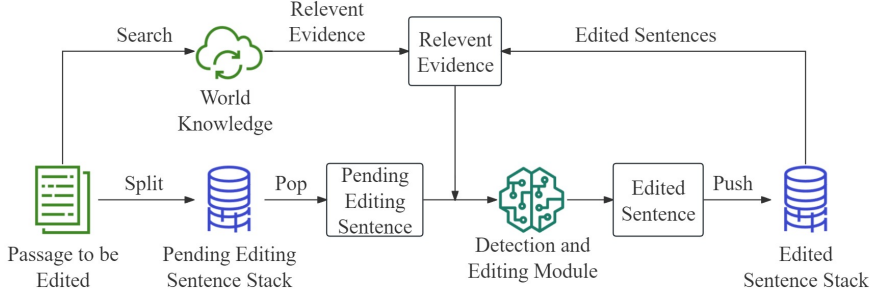 Search
Relevent
Evidence
Relevent
Evidence
Edited Sentences
World
Knowledge
Split
Pop
Pending
Editing
Sentence
Edited
Sentence
Push
Passage to be
Edited
Pending Editing
Sentence Stack
Detection and
Editing Module
Edited
Sentence Stack